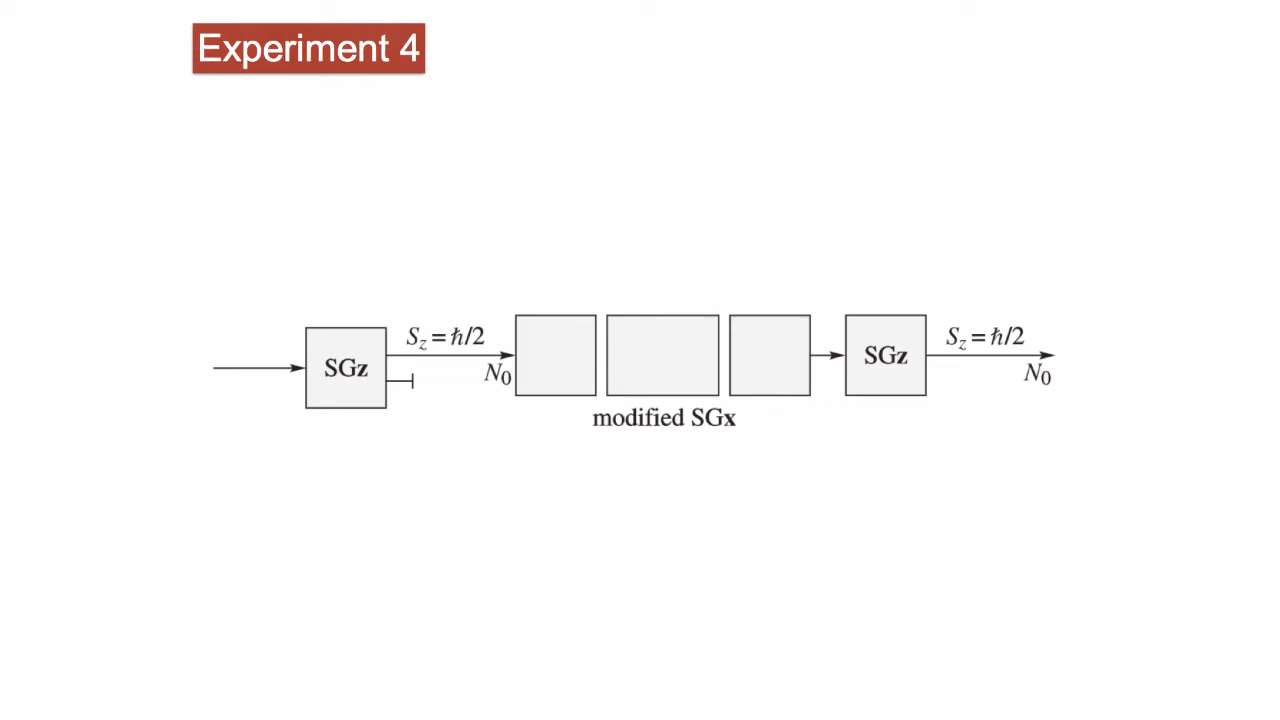 Experiment 4
S_z = ħ/2
S_z = ħ/2
SGz
SGz
N_0
N_0
modified SGx